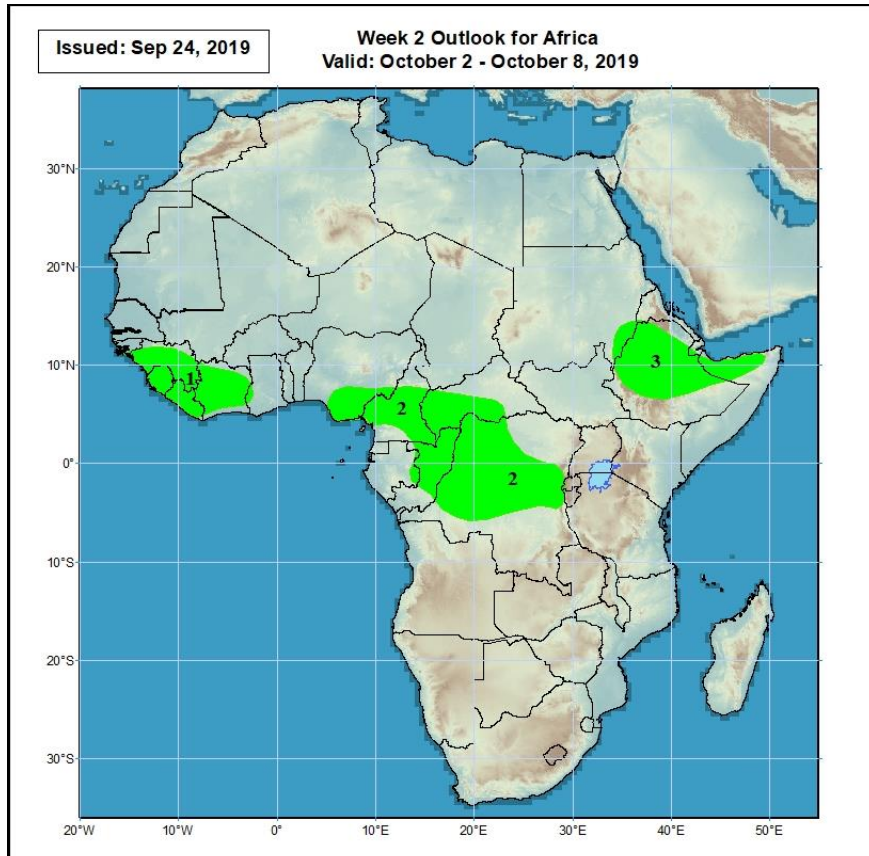 Issued: Sep 24, 2019
Week 2 Outlook for Africa
Valid: October 2 - October 8, 2019
30°N
20°N
10°N
0°
10°S
20°S
30°S
1
2
2
3
20°W
10°W
0°
10°E
20°E
30°E
40°E
50°E